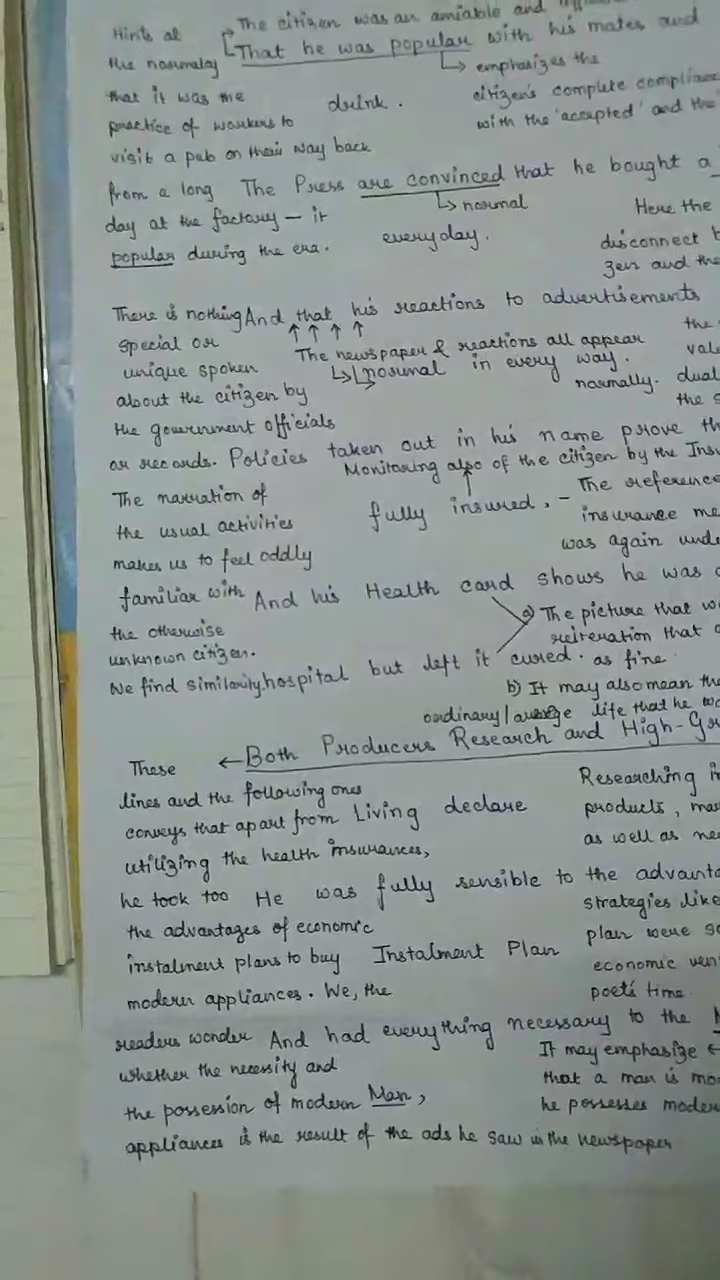 The citizen was an amiable and
Hints at
the normalcy That he was popular with his mates and
emphasizes the
that it was the drink. citizen's complete complianc
practice of workers to with the 'accepted' and the
visit a pub on their way back
from a long The Press are convinced that he bought a
normal
day at the factory – it Here the
popular during the era. everyday. disconnect b
zen and the
There is nothing And that his reactions to advertisements
special or The newspaper & reactions all appear the
unique spoken normal in every way. val
about the citizen by normally. dual
the government officials the s
or records. Policies taken out in his name prove th
Monitoring also of the citizen by the Insu
The narration of fully insured, – The reference
the usual activities insurance me
makes us to feel oddly was again unde
familiar with And his Health card shows he was
the otherwise a) The picture that w
unknown citizen. reiteration that
We find similarity hospital but left it cured. as fine.
b) It may also mean the
ordinary/average life that he w
These ← Both Producers Research and High-Gr
lines and the following ones Researching i
conveys that apart from Living declare products, ma
utilizing the health insurances, as well as ne
he took too He was fully sensible to the advanta
the advantages of economic strategies like
instalment plans to buy Instalment Plan plan were s
modern appliances. We, the economic ven
poet's time
readers wonder And had everything necessary to the
whether the necessity and It may emphasize ←
the possession of modern Man, that a man is mo
he possesses moder
appliances is the result of the ads he saw in the newspaper